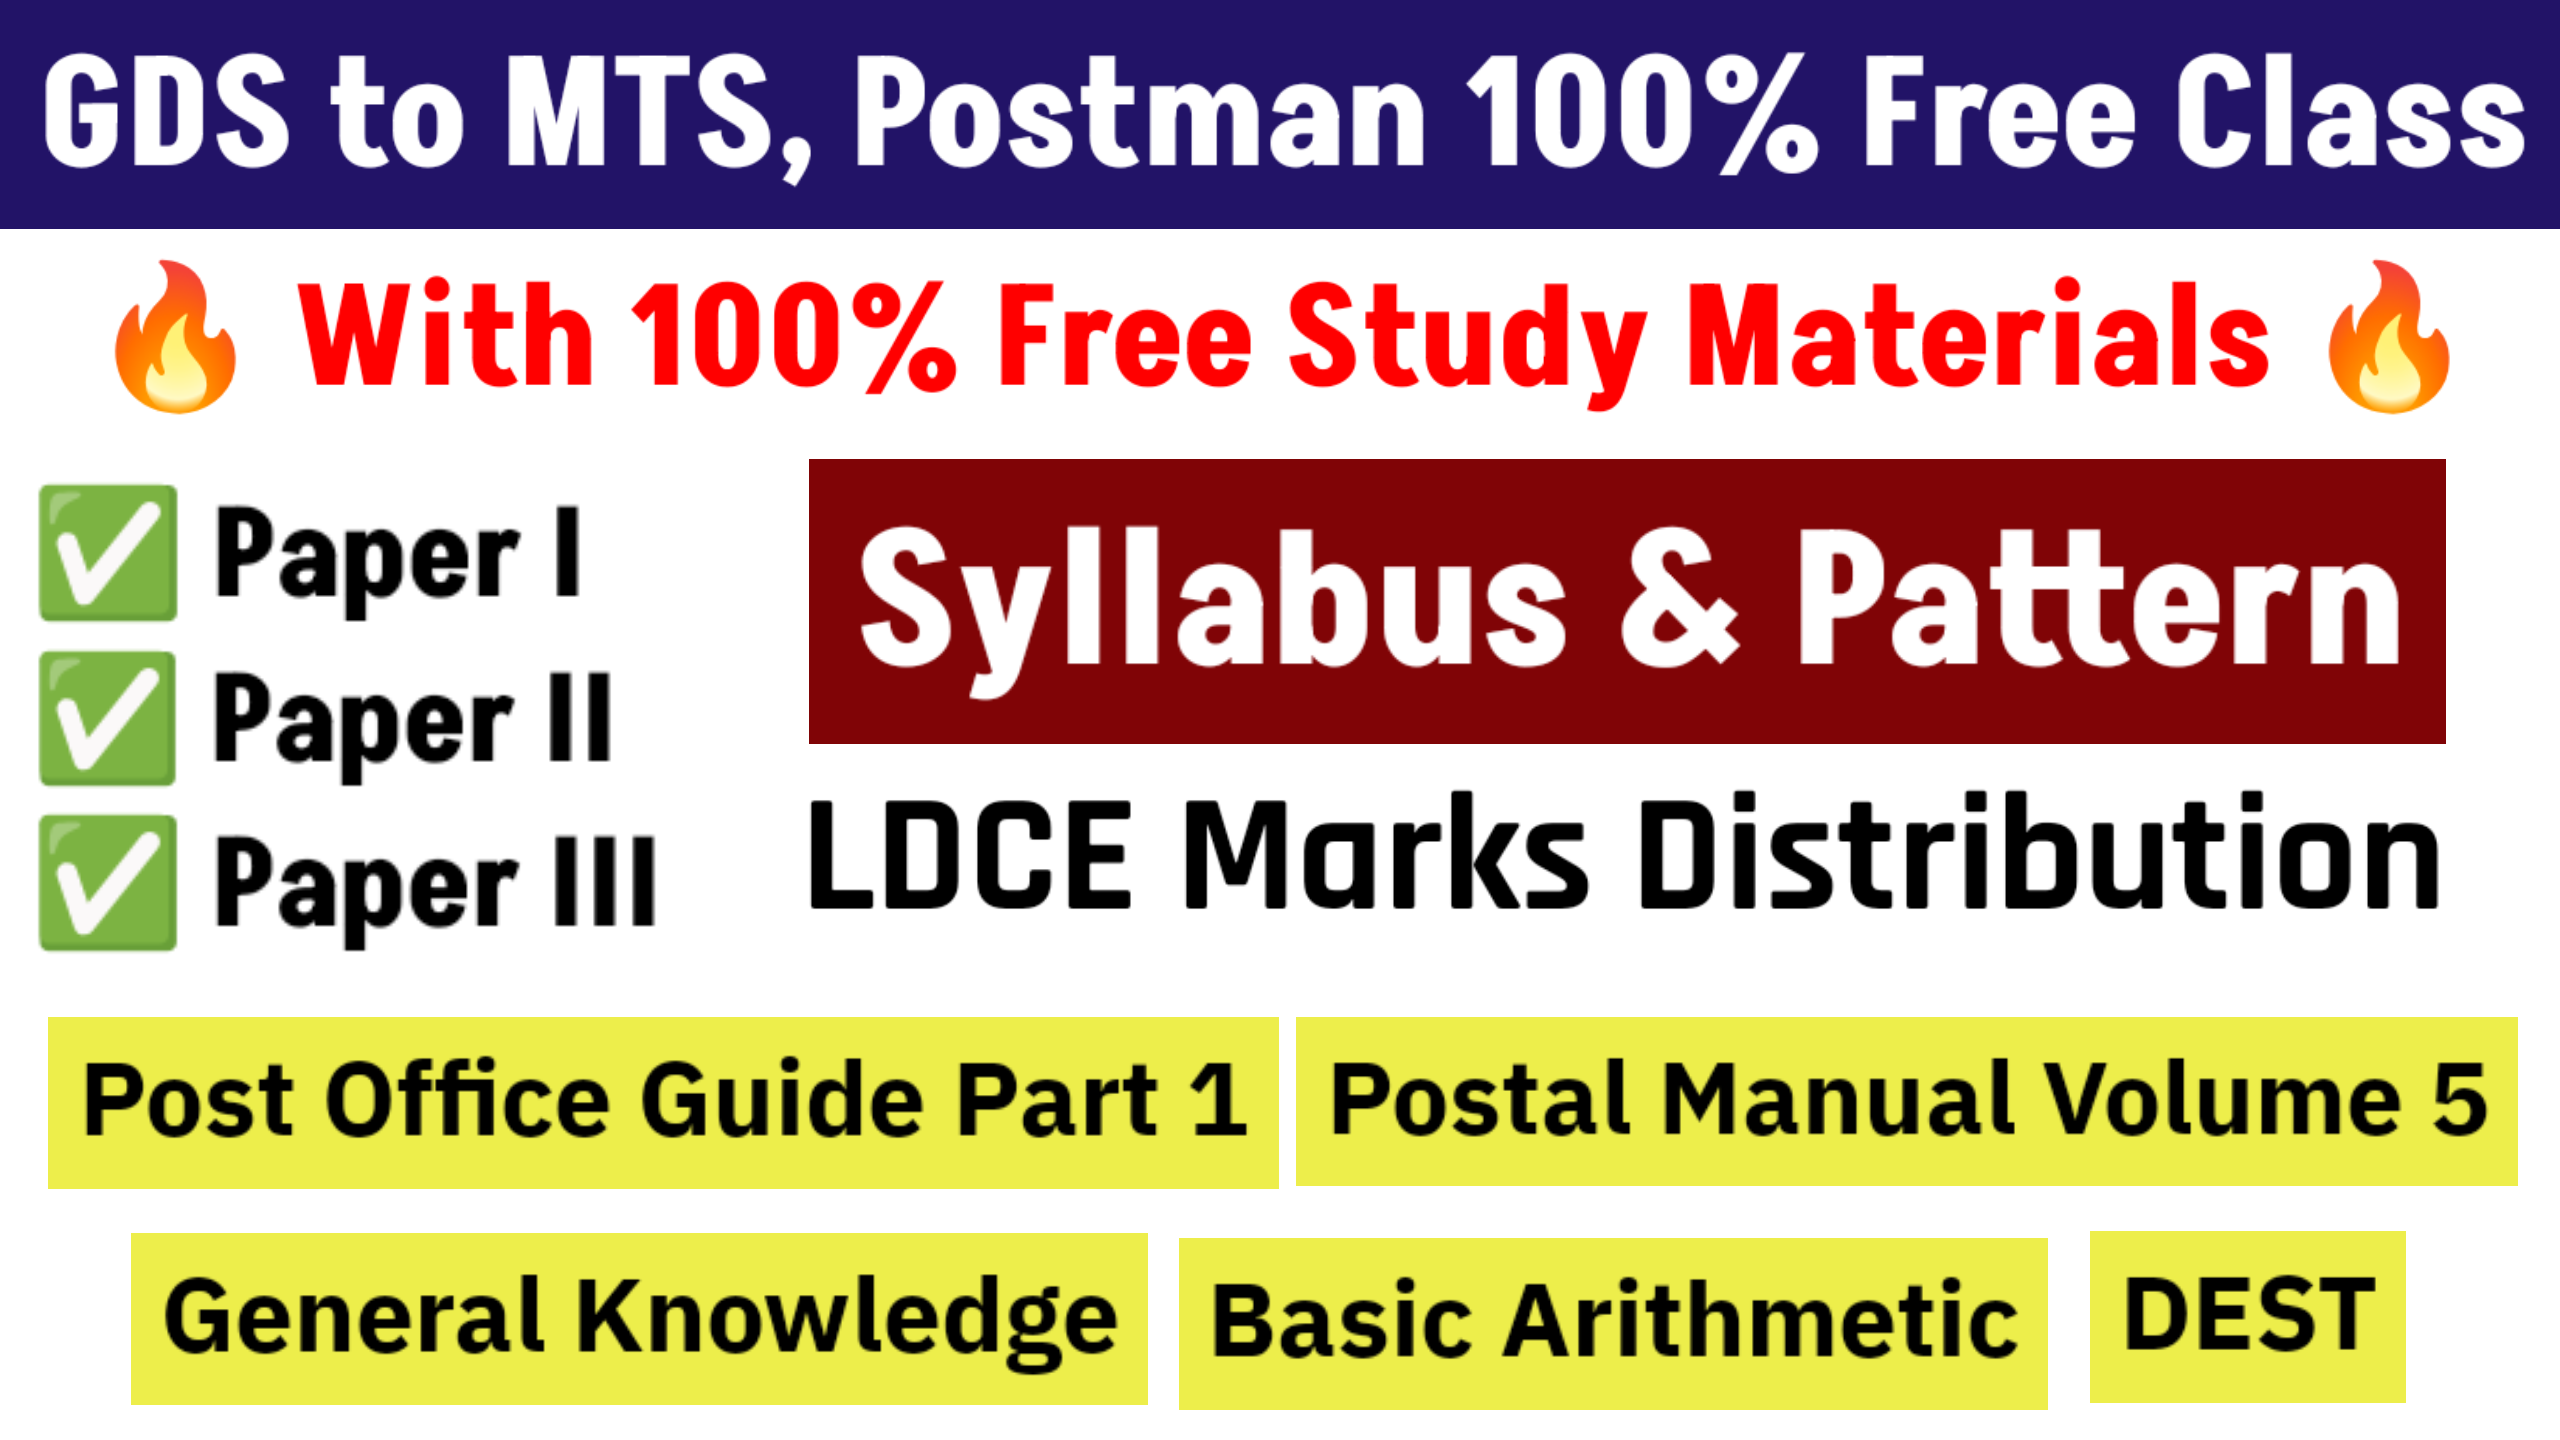 GDS to MTS, Postman 100% Free Class
🔥 With 100% Free Study Materials 🔥
✅ Paper I
✅ Paper II
✅ Paper III
Syllabus & Pattern
LDCE Marks Distribution
Post Office Guide Part 1
Postal Manual Volume 5
General Knowledge
Basic Arithmetic
DEST